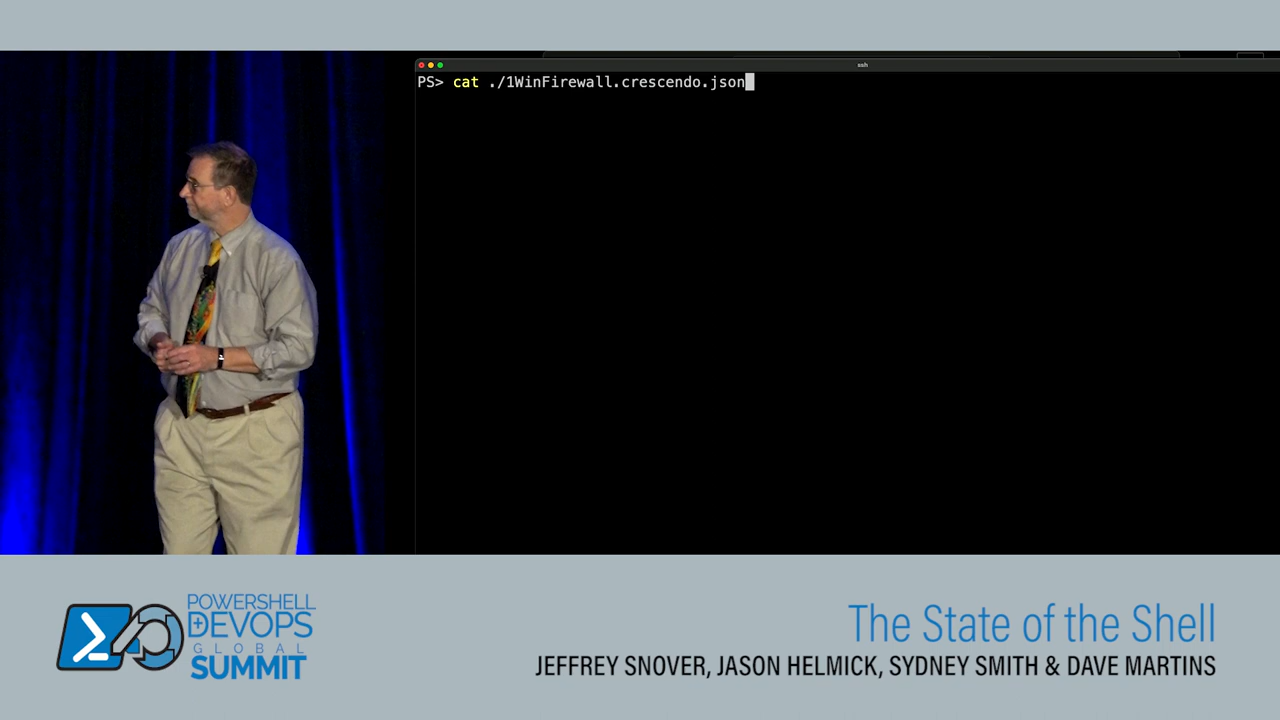 ssh
PS> cat ./1WinFirewall.crescendo.json
POWERSHELL
+DEVOPS
GLOBAL
SUMMIT
The State of the Shell
JEFFREY SNOVER, JASON HELMICK, SYDNEY SMITH & DAVE MARTINS